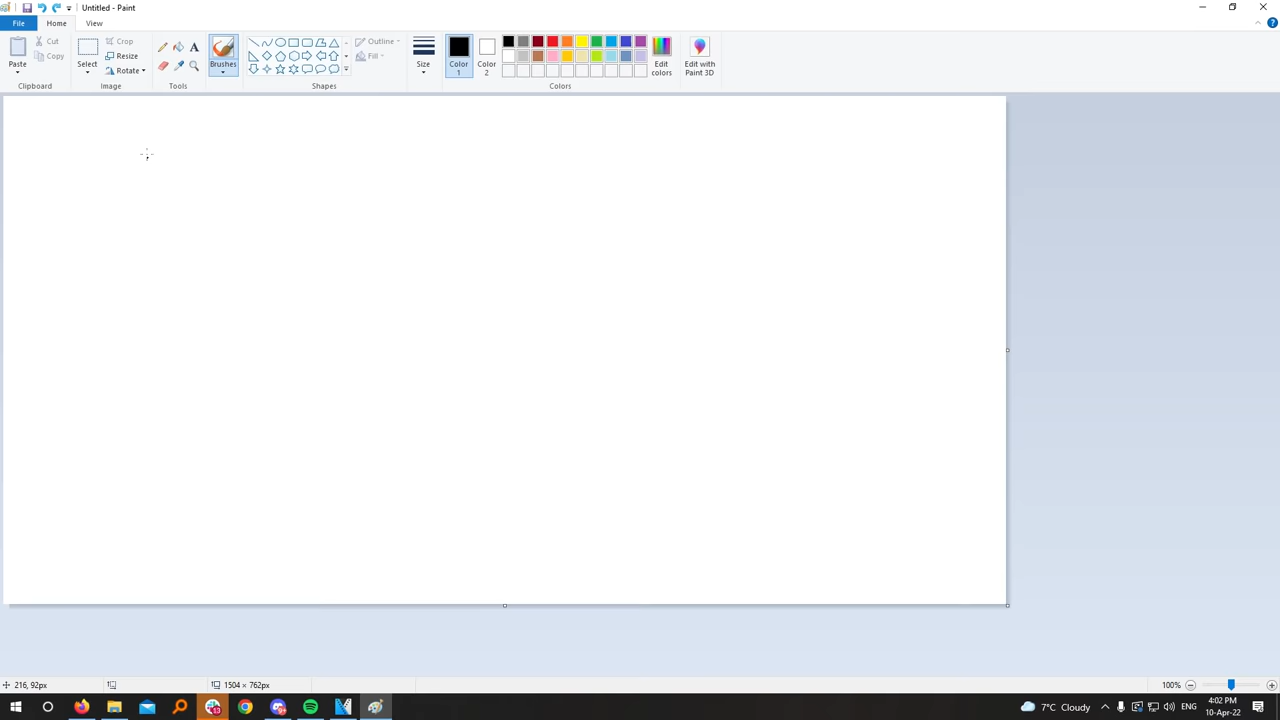 Untitled - Paint
File Home View
Paste Cut Copy Clipboard
Select Crop Resize Rotate Image
Tools
Brushes
Outline Fill Shapes
Size
Color 1 Color 2 Edit colors Edit with Paint 3D Colors
216, 92px 1504 × 762px 100%
13 7°C Cloudy ENG 4:02 PM
10-Apr-22